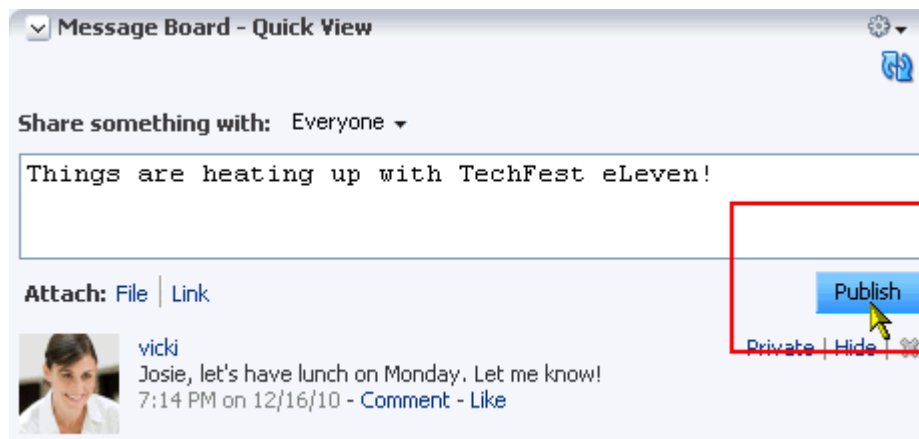 Message Board - Quick View
Share something with: Everyone
Things are heating up with TechFest eLeven!
Attach: File | Link
Publish
vicki
Private | Hide |
Josie, let's have lunch on Monday. Let me know!
7:14 PM on 12/16/10 - Comment - Like